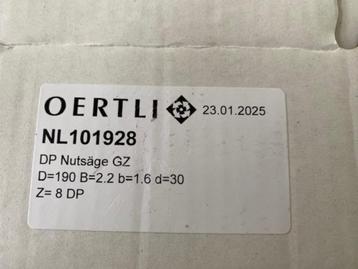 OERTLI 23.01.2025
NL101928
DP Nutsäge GZ
D=190 B=2.2 b=1.6 d=30
Z= 8 DP